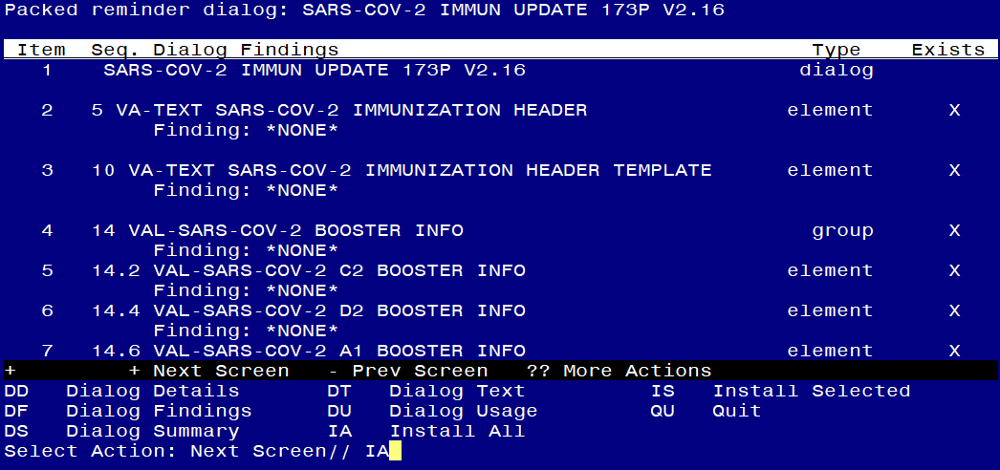 Packed reminder dialog: SARS-COV-2 IMMUN UPDATE 173P V2.16
Item Seq. Dialog Findings Type Exists
1 SARS-COV-2 IMMUN UPDATE 173P V2.16 dialog
2 5 VA-TEXT SARS-COV-2 IMMUNIZATION HEADER element X
Finding: *NONE*
3 10 VA-TEXT SARS-COV-2 IMMUNIZATION HEADER TEMPLATE element X
Finding: *NONE*
4 14 VAL-SARS-COV-2 BOOSTER INFO group X
Finding: *NONE*
5 14.2 VAL-SARS-COV-2 C2 BOOSTER INFO element X
Finding: *NONE*
6 14.4 VAL-SARS-COV-2 D2 BOOSTER INFO element X
Finding: *NONE*
7 14.6 VAL-SARS-COV-2 A1 BOOSTER INFO element X
+ + Next Screen - Prev Screen ?? More Actions
DD Dialog Details DT Dialog Text IS Install Selected
DF Dialog Findings DU Dialog Usage QU Quit
DS Dialog Summary IA Install All
Select Action: Next Screen// IA